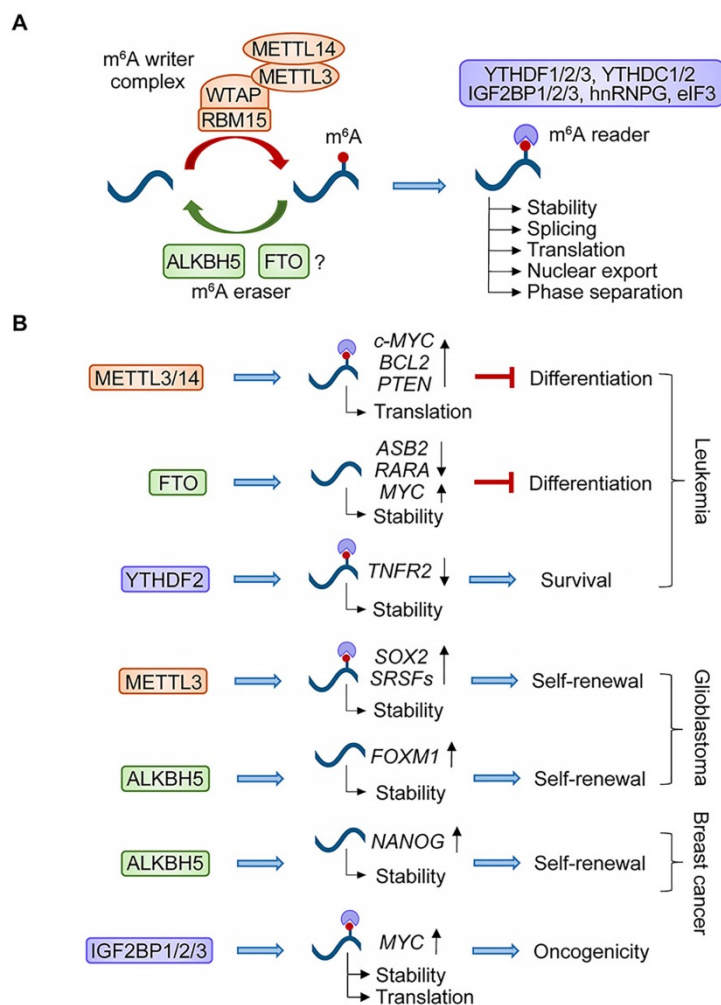 A
m⁶A writer
complex
METTL14
METTL3
WTAP
RBM15
m⁶A
ALKBH5
FTO
?
m⁶A eraser
YTHDF1/2/3, YTHDC1/2
IGF2BP1/2/3, hnRNPG, eIF3
m⁶A reader
Stability
Splicing
Translation
Nuclear export
Phase separation
B
METTL3/14
c-MYC
BCL2
PTEN
Translation
Differentiation
FTO
ASB2
RARA
MYC
Stability
Differentiation
YTHDF2
TNFR2
Stability
Survival
Leukemia
METTL3
SOX2
SRSFs
Stability
Self-renewal
ALKBH5
FOXM1
Stability
Self-renewal
Glioblastoma
ALKBH5
NANOG
Stability
Self-renewal
Breast cancer
IGF2BP1/2/3
MYC
Stability
Translation
Oncogenicity